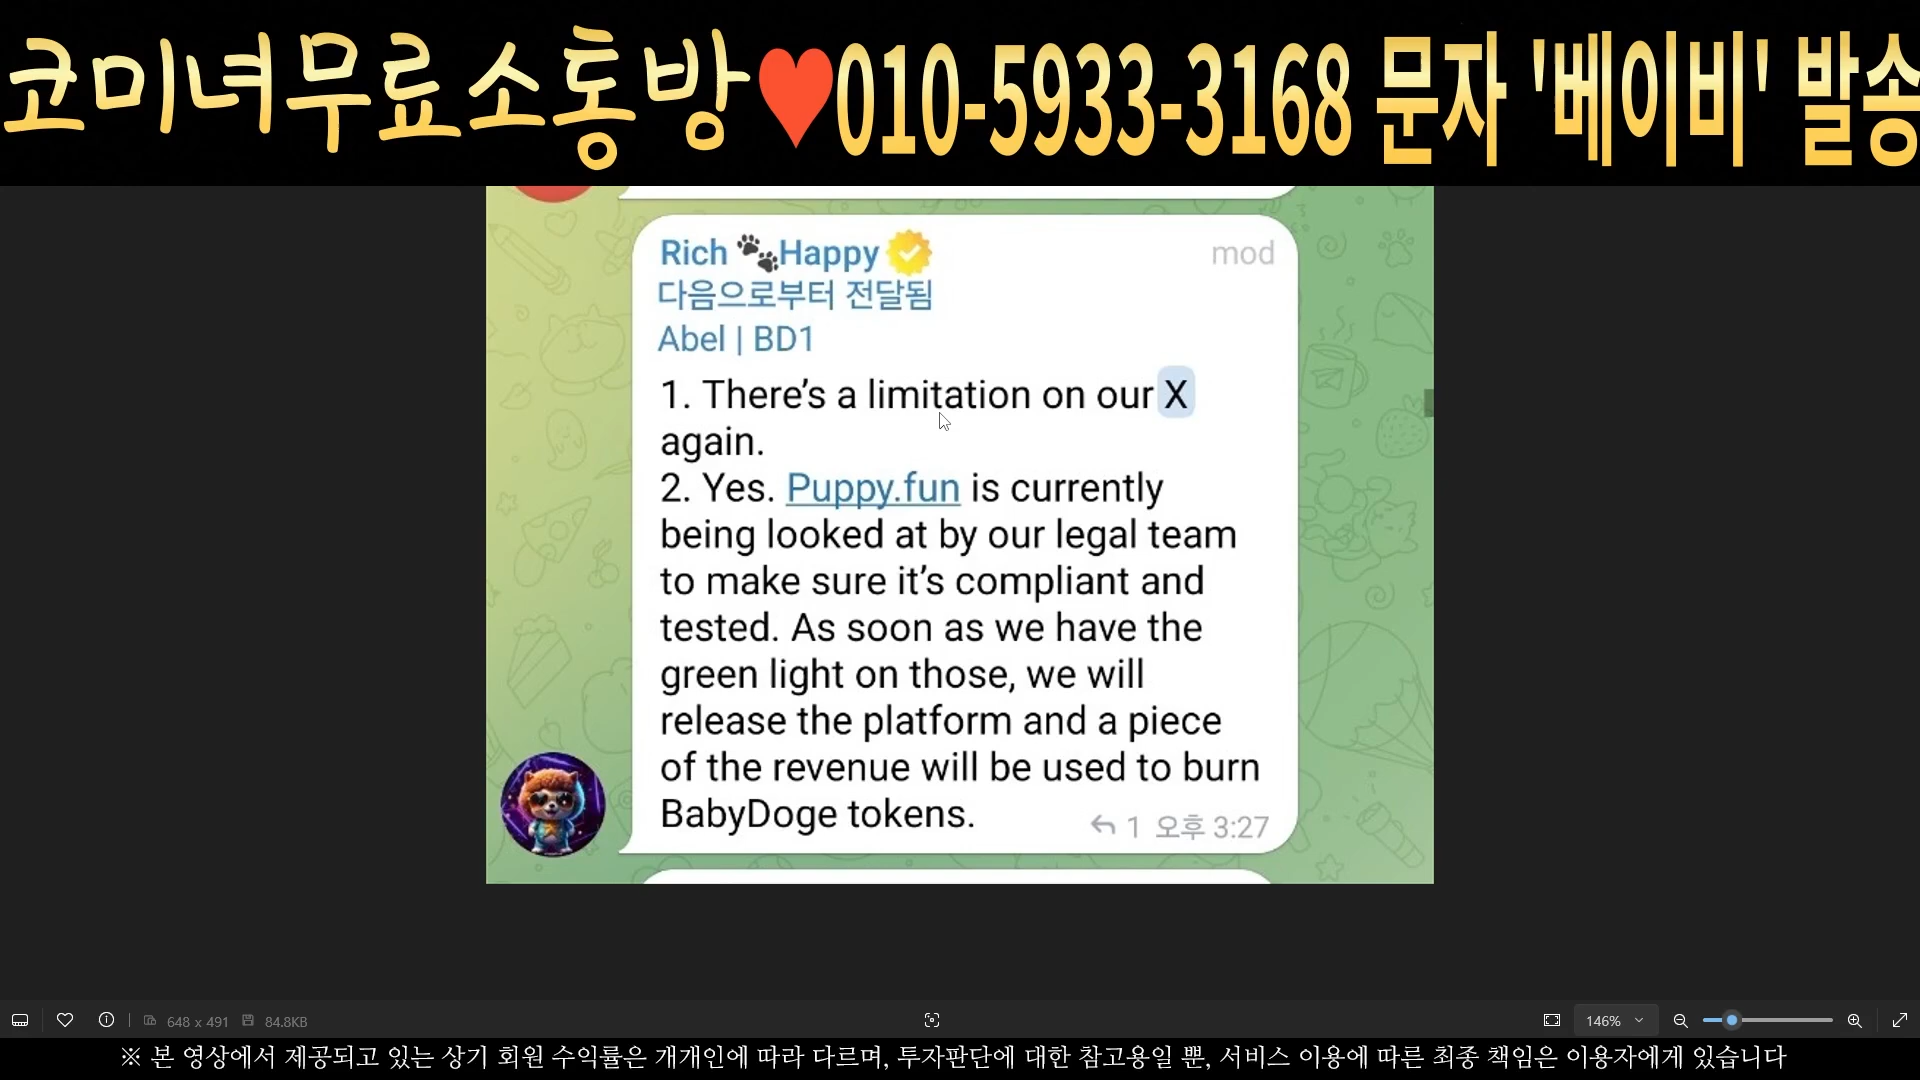 코미녀무료소통방♥010-5933-3168 문자 '베이비' 발송
Rich 🐾Happy
mod
다음으로부터 전달됨
Abel | BD1
1. There’s a limitation on our X
again.
2. Yes. Puppy.fun is currently
being looked at by our legal team
to make sure it’s compliant and
tested. As soon as we have the
green light on those, we will
release the platform and a piece
of the revenue will be used to burn
BabyDoge tokens.
1 오후 3:27
648 x 491 84.8KB
146%
※ 본 영상에서 제공되고 있는 상기 회원 수익률은 개개인에 따라 다르며, 투자판단에 대한 참고용일 뿐, 서비스 이용에 따른 최종 책임은 이용자에게 있습니다